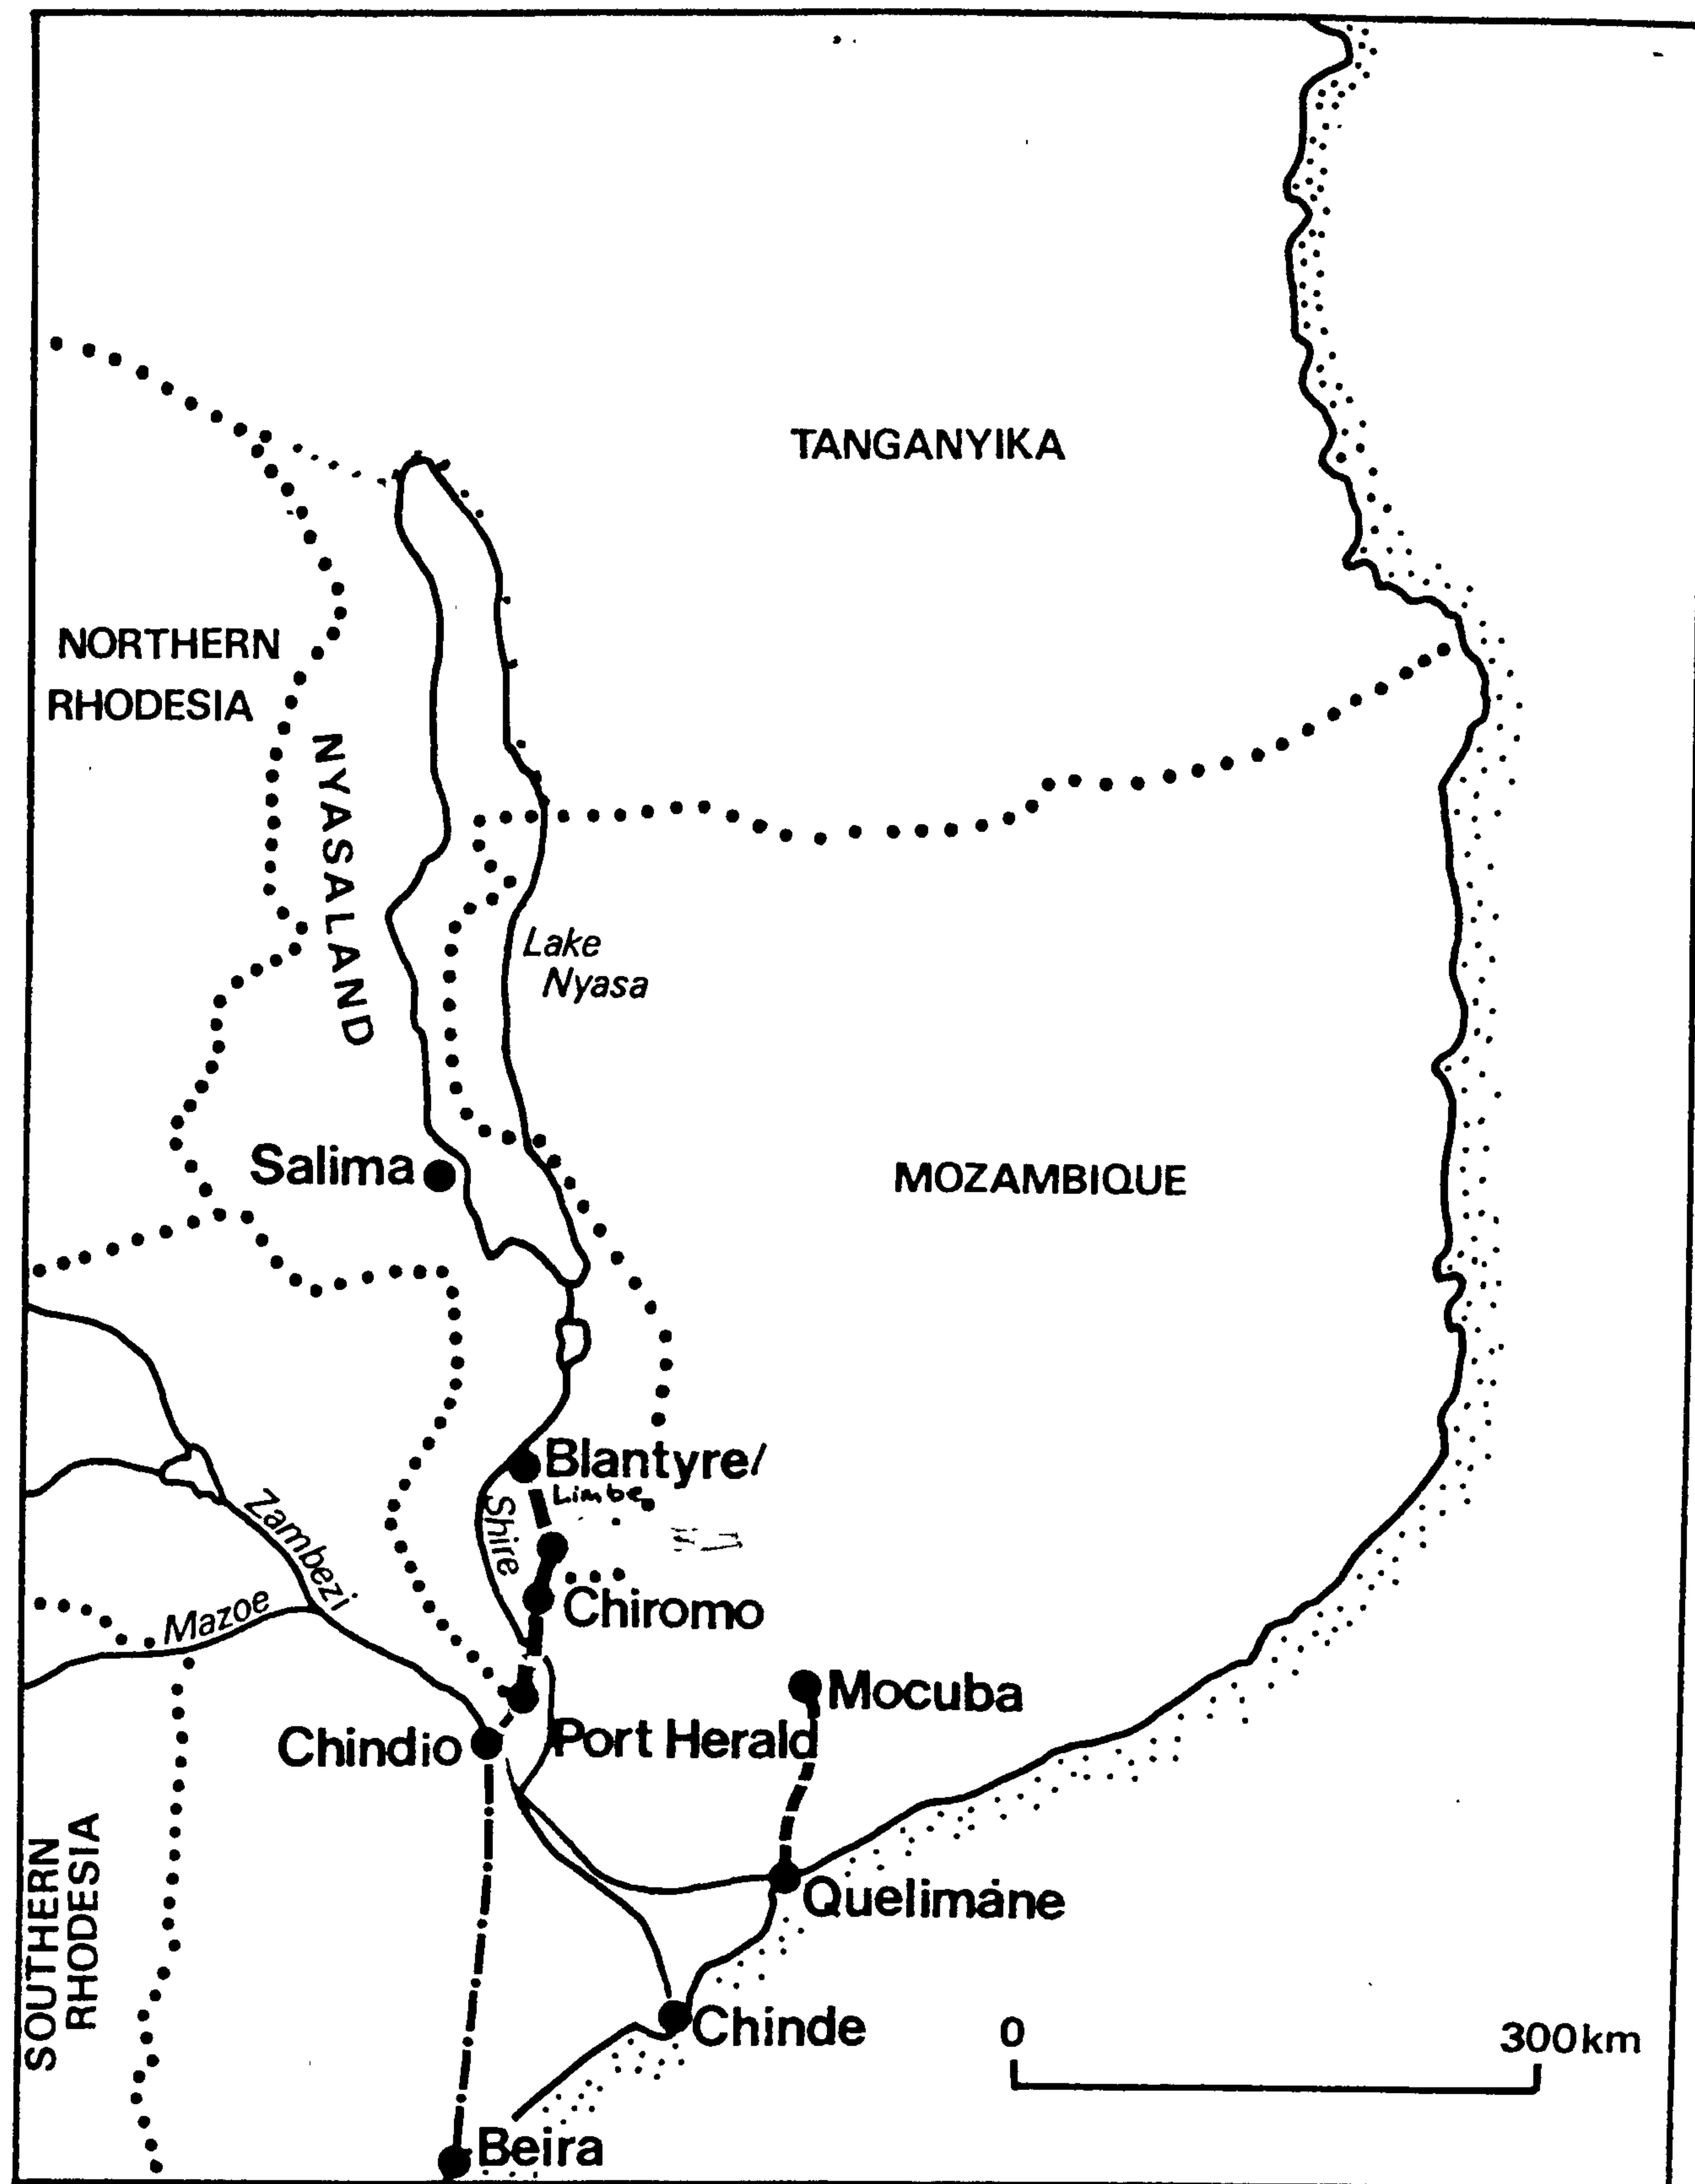 TANGANYIKA
NORTHERN
RHODESIA
NYASALAND
Lake
Nyasa
Salima
MOZAMBIQUE
Blantyre/
Limbe
Shire
Zambezi
Chiromo
Mazoe
Mocuba
Port Herald
Chindio
SOUTHERN
RHODESIA
Quelimáne
Chinde
0
300km
Beira